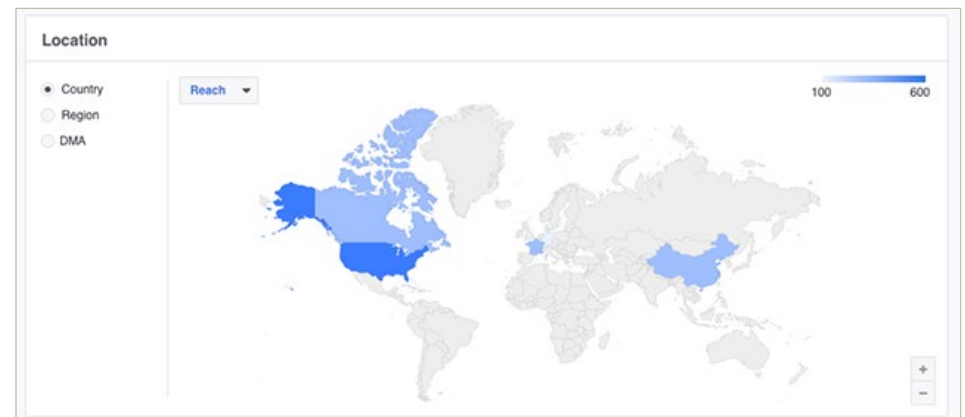 Location
Country
Region
DMA
Reach
100 600
+
−